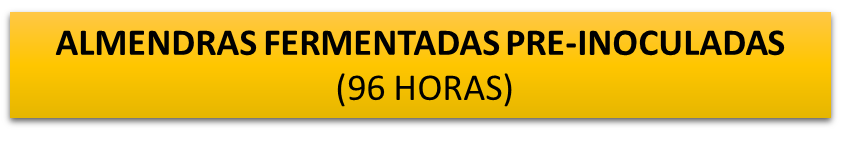 ALMENDRAS FERMENTADAS PRE-INOCULADAS
(96 HORAS)